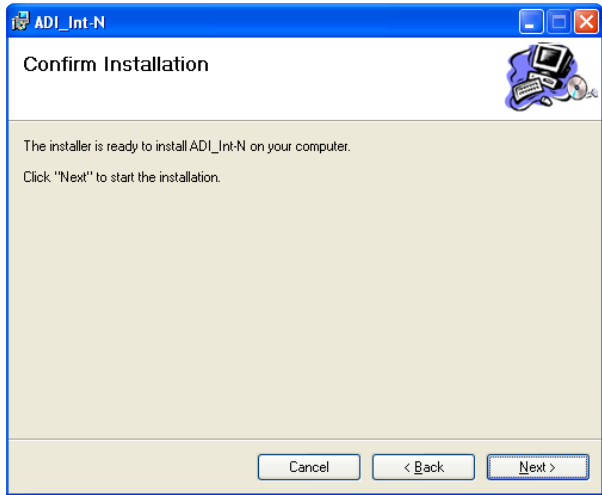 ADI_Int-N
Confirm Installation
The installer is ready to install ADI_Int-N on your computer.
Click "Next" to start the installation.
Cancel
< Back
Next >